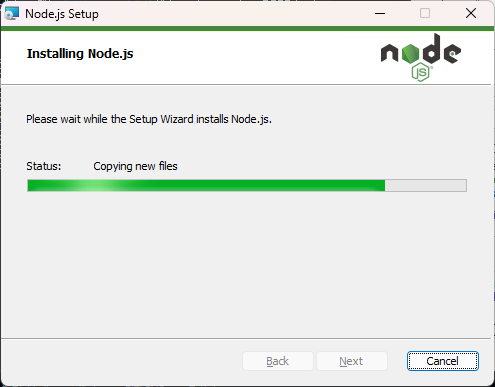 Node.js Setup
Installing Node.js
node
JS
Please wait while the Setup Wizard installs Node.js.
Status: Copying new files
Back Next Cancel